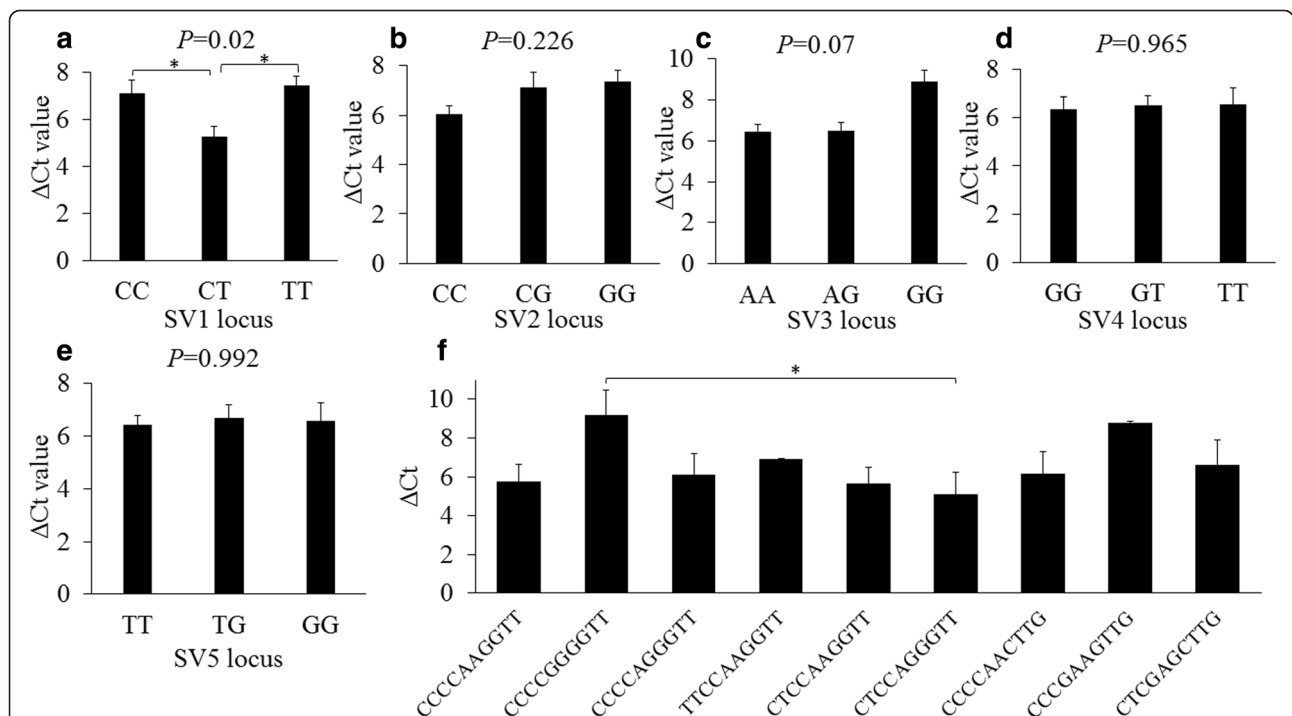 a
P=0.02
* *
ΔCt value
8
6
4
2
0
CC CT TT
SV1 locus
b
P=0.226
ΔCt value
8
6
4
2
0
CC CG GG
SV2 locus
c
P=0.07
ΔCt value
10
8
6
4
2
0
AA AG GG
SV3 locus
d
P=0.965
ΔCt value
8
6
4
2
0
GG GT TT
SV4 locus
e
P=0.992
ΔCt value
8
6
4
2
0
TT TG GG
SV5 locus
f
*
ΔCt
10
8
6
4
2
0
CCCCAAGGTT
CCCCGGGGTT
CCCCAGGGTT
TTCCAAGGTT
CTCCAAGGTT
CTCCAGGGTT
CCCCAACTTG
CCCGAAGTTG
CTCGAGCTTG